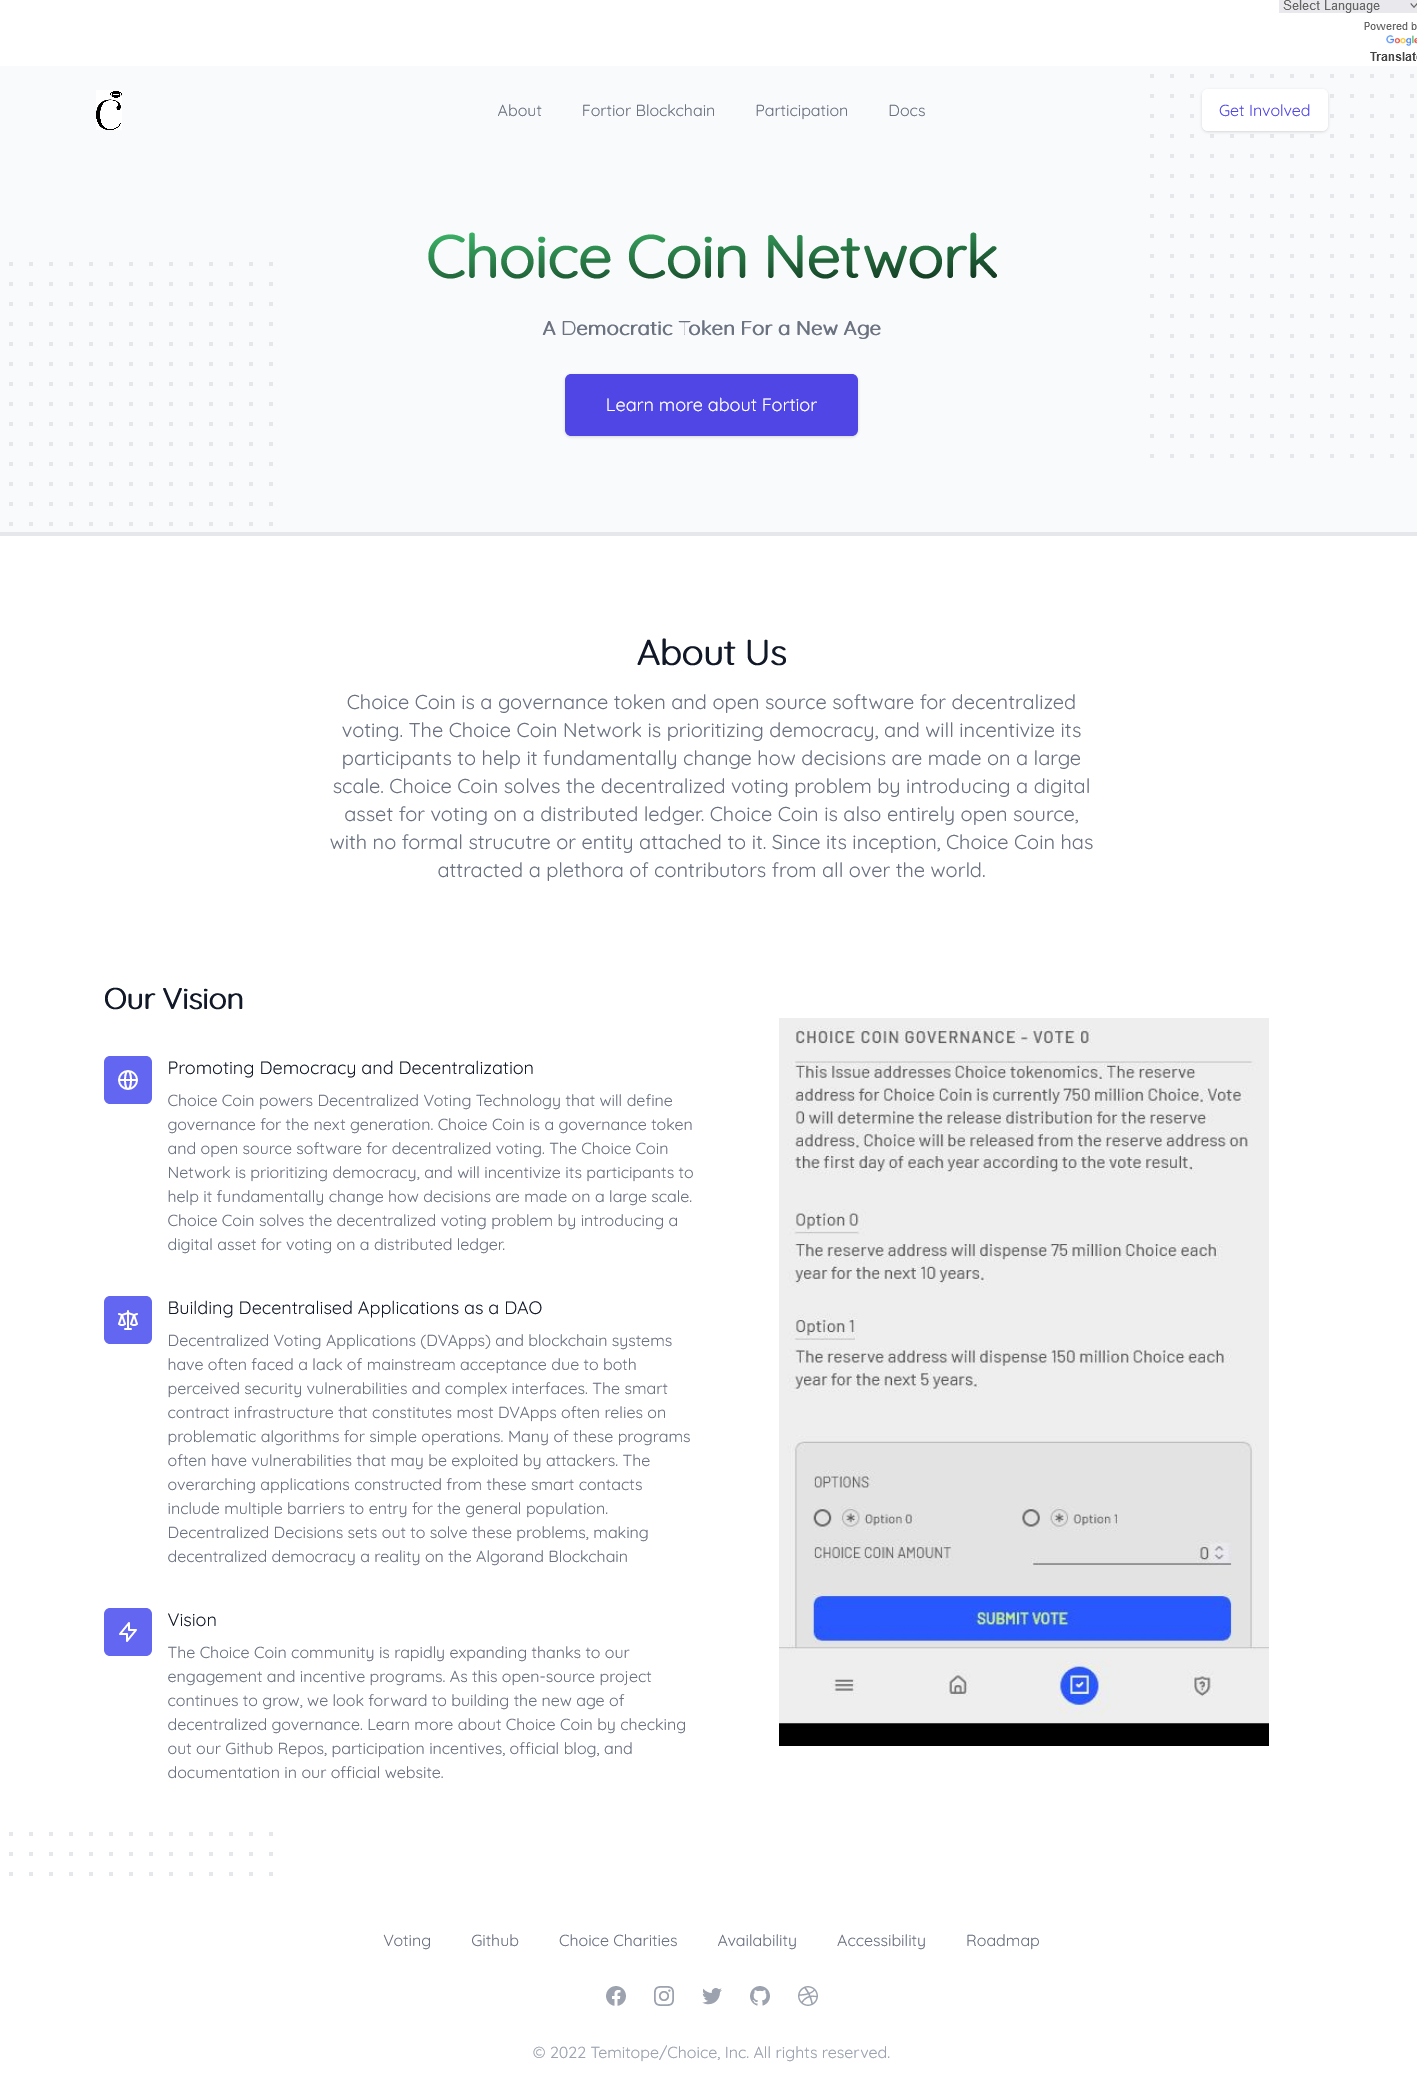 Select Language
Powered b
Google
Translat
About
Fortior Blockchain
Participation
Docs
Get Involved
Choice Coin Network
A Democratic Token For a New Age
Learn more about Fortior
About Us
Choice Coin is a governance token and open source software for decentralized
voting. The Choice Coin Network is prioritizing democracy, and will incentivize its
participants to help it fundamentally change how decisions are made on a large
scale. Choice Coin solves the decentralized voting problem by introducing a digital
asset for voting on a distributed ledger. Choice Coin is also entirely open source,
with no formal strucutre or entity attached to it. Since its inception, Choice Coin has
attracted a plethora of contributors from all over the world.
Our Vision
Promoting Democracy and Decentralization
Choice Coin powers Decentralized Voting Technology that will define
governance for the next generation. Choice Coin is a governance token
and open source software for decentralized voting. The Choice Coin
Network is prioritizing democracy, and will incentivize its participants to
help it fundamentally change how decisions are made on a large scale.
Choice Coin solves the decentralized voting problem by introducing a
digital asset for voting on a distributed ledger.
Building Decentralised Applications as a DAO
Decentralized Voting Applications (DVApps) and blockchain systems
have often faced a lack of mainstream acceptance due to both
perceived security vulnerabilities and complex interfaces. The smart
contract infrastructure that constitutes most DVApps often relies on
problematic algorithms for simple operations. Many of these programs
often have vulnerabilities that may be exploited by attackers. The
overarching applications constructed from these smart contacts
include multiple barriers to entry for the general population.
Decentralized Decisions sets out to solve these problems, making
decentralized democracy a reality on the Algorand Blockchain
Vision
The Choice Coin community is rapidly expanding thanks to our
engagement and incentive programs. As this open-source project
continues to grow, we look forward to building the new age of
decentralized governance. Learn more about Choice Coin by checking
out our Github Repos, participation incentives, official blog, and
documentation in our official website.
CHOICE COIN GOVERNANCE - VOTE 0
This Issue addresses Choice tokenomics. The reserve
address for Choice Coin is currently 750 million Choice. Vote
0 will determine the release distribution for the reserve
address. Choice will be released from the reserve address on
the first day of each year according to the vote result.
Option 0
The reserve address will dispense 75 million Choice each
year for the next 10 years.
Option 1
The reserve address will dispense 150 million Choice each
year for the next 5 years.
OPTIONS
Option 0
Option 1
CHOICE COIN AMOUNT
0
SUBMIT VOTE
Voting
Github
Choice Charities
Availability
Accessibility
Roadmap
© 2022 Temitope/Choice, Inc. All rights reserved.